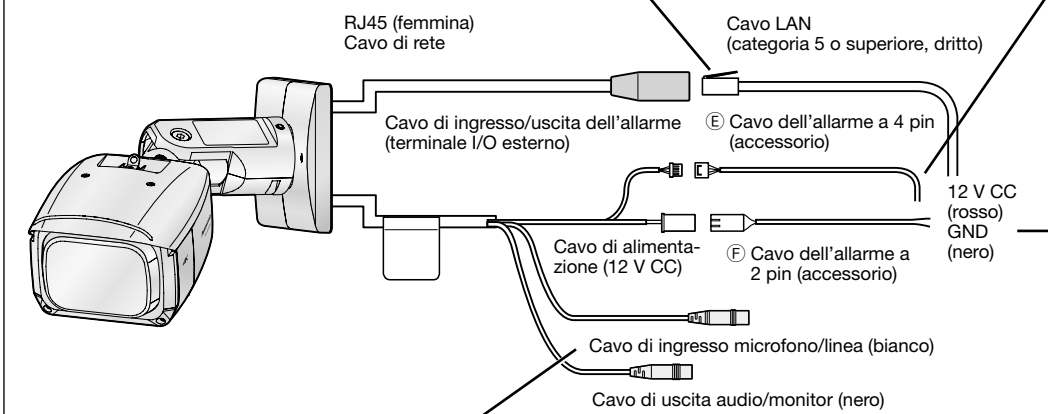 RJ45 (femmina)
Cavo di rete
Cavo LAN
(categoria 5 o superiore, dritto)
Cavo di ingresso/uscita dell'allarme
(terminale I/O esterno)
Ⓔ Cavo dell'allarme a 4 pin
(accessorio)
12 V CC
(rosso)
GND
(nero)
Cavo di alimenta-
zione (12 V CC)
Ⓕ Cavo dell'allarme a
2 pin (accessorio)
Cavo di ingresso microfono/linea (bianco)
Cavo di uscita audio/monitor (nero)